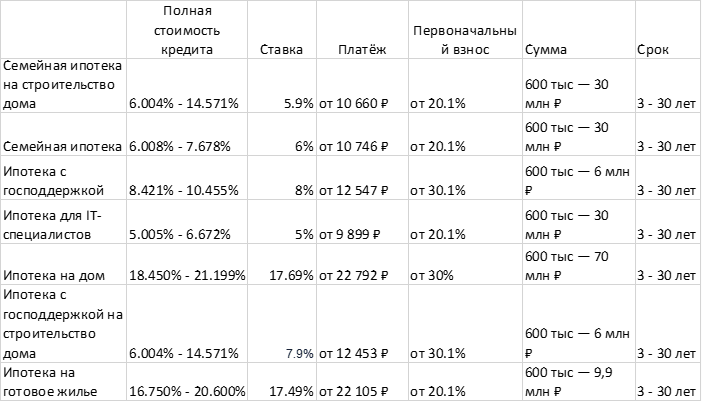 Полная стоимость кредита Ставка Платёж Первоначальный взнос Сумма Срок
Семейная ипотека на строительство дома 6.004% - 14.571% 5.9% от 10 660 ₽ от 20.1% 600 тыс — 30 млн ₽ 3 - 30 лет
Семейная ипотека 6.008% - 7.678% 6% от 10 746 ₽ от 20.1% 600 тыс — 30 млн ₽ 3 - 30 лет
Ипотека с господдержкой 8.421% - 10.455% 8% от 12 547 ₽ от 30.1% 600 тыс — 6 млн ₽ 3 - 30 лет
Ипотека для IT-специалистов 5.005% - 6.672% 5% от 9 899 ₽ от 20.1% 600 тыс — 30 млн ₽ 3 - 30 лет
Ипотека на дом 18.450% - 21.199% 17.69% от 22 792 ₽ от 30% 600 тыс — 70 млн ₽ 3 - 30 лет
Ипотека с господдержкой на строительство дома 6.004% - 14.571% 7.9% от 12 453 ₽ от 30.1% 600 тыс — 6 млн ₽ 3 - 30 лет
Ипотека на готовое жилье 16.750% - 20.600% 17.49% от 22 105 ₽ от 20.1% 600 тыс — 9,9 млн ₽ 3 - 30 лет